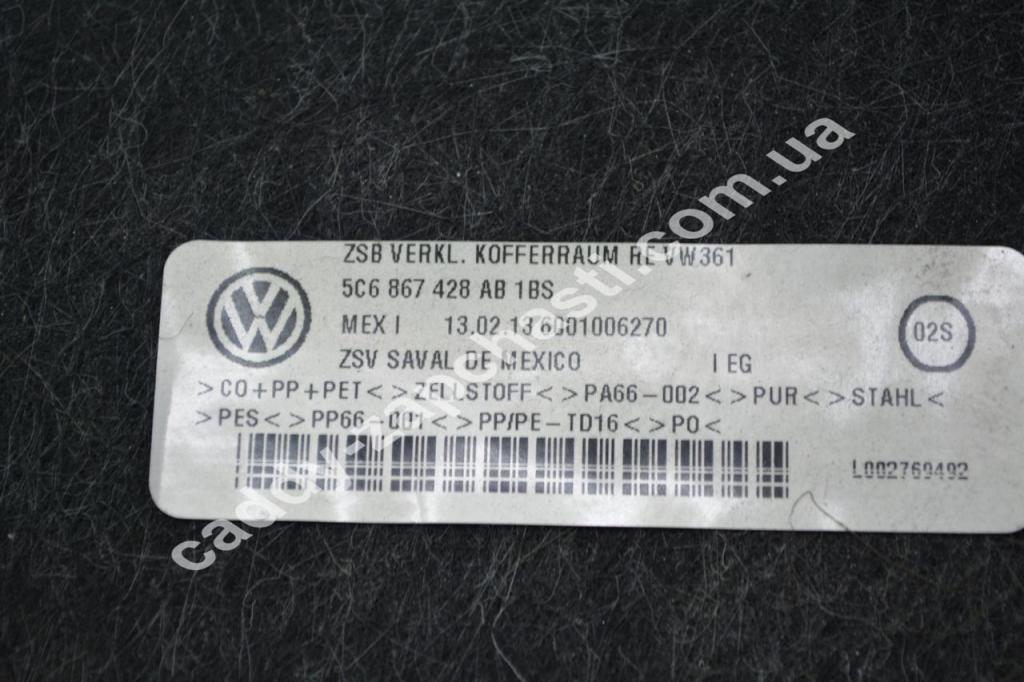 ZSB VERKL. KOFFERRAUM RE VW361
5C6 867 428 AB 1BS
MEX I 13.02.13 6001006270
ZSV SAVAL DE MEXICO I EG
02S
>CO+PP+PET< >ZELLSTOFF< >PA66-002< >PUR< >STAHL<
>PES< >PP66-001< >PP/PE-TD16< >PO<
L002769492
caddy-zapchasti.com.ua